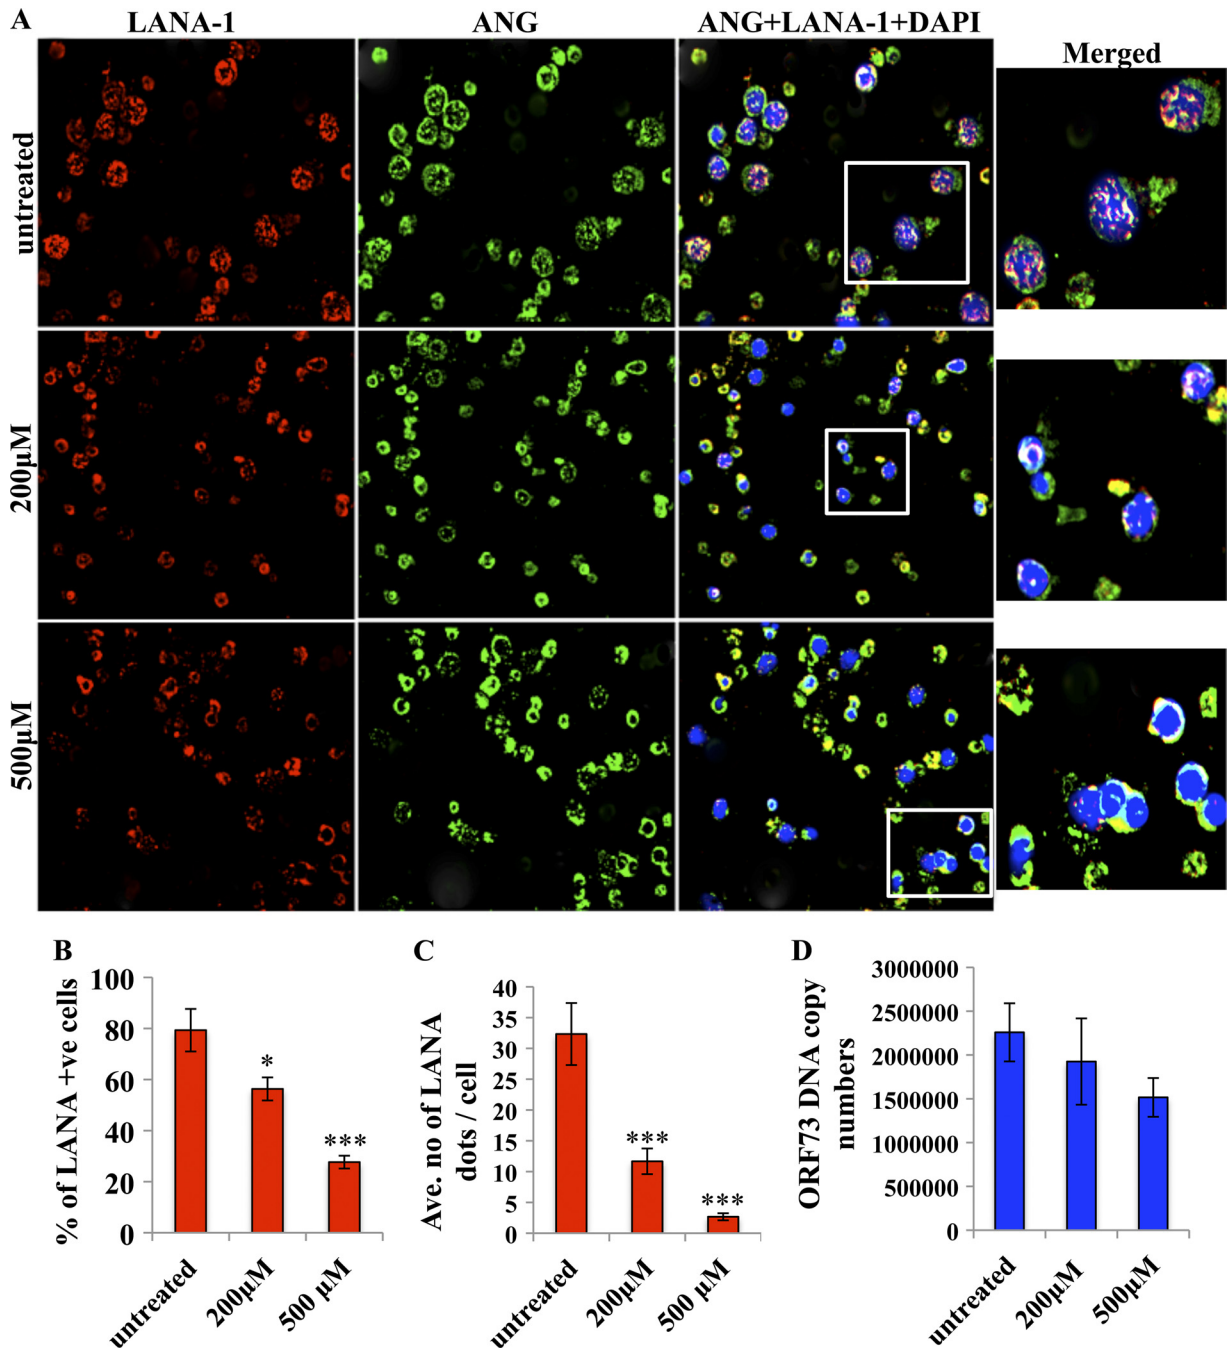 A
LANA-1
ANG
ANG+LANA-1+DAPI
Merged
untreated
200µM
500µM
B
% of LANA +ve cells
100
80
60
40
20
0
*
***
untreated
200µM
500 µM
C
Ave. no of LANA
dots / cell
40
35
30
25
20
15
10
5
0
***
***
untreated
200µM
500 µM
D
ORF73 DNA copy
numbers
3000000
2500000
2000000
1500000
1000000
500000
0
untreated
200µM
500µM